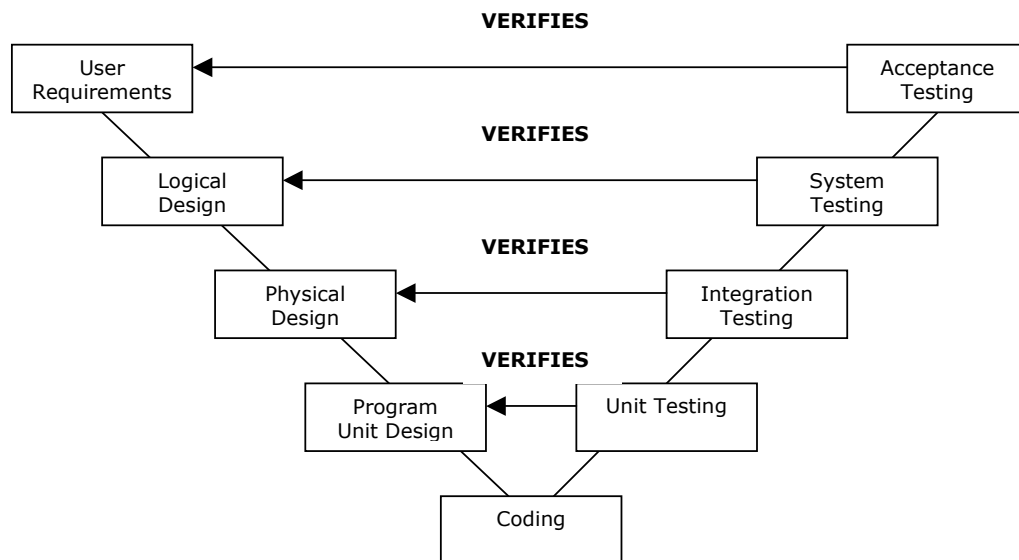 VERIFIES
User
Requirements
Acceptance
Testing
VERIFIES
Logical
Design
System
Testing
VERIFIES
Physical
Design
Integration
Testing
VERIFIES
Program
Unit Design
Unit Testing
Coding